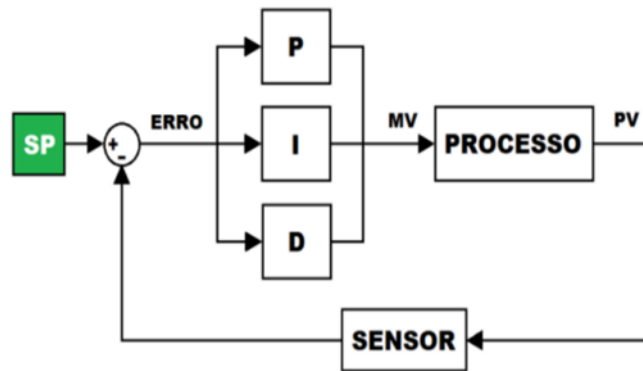 P
ERRO
MV
PV
SP
+
-
I
PROCESSO
D
SENSOR